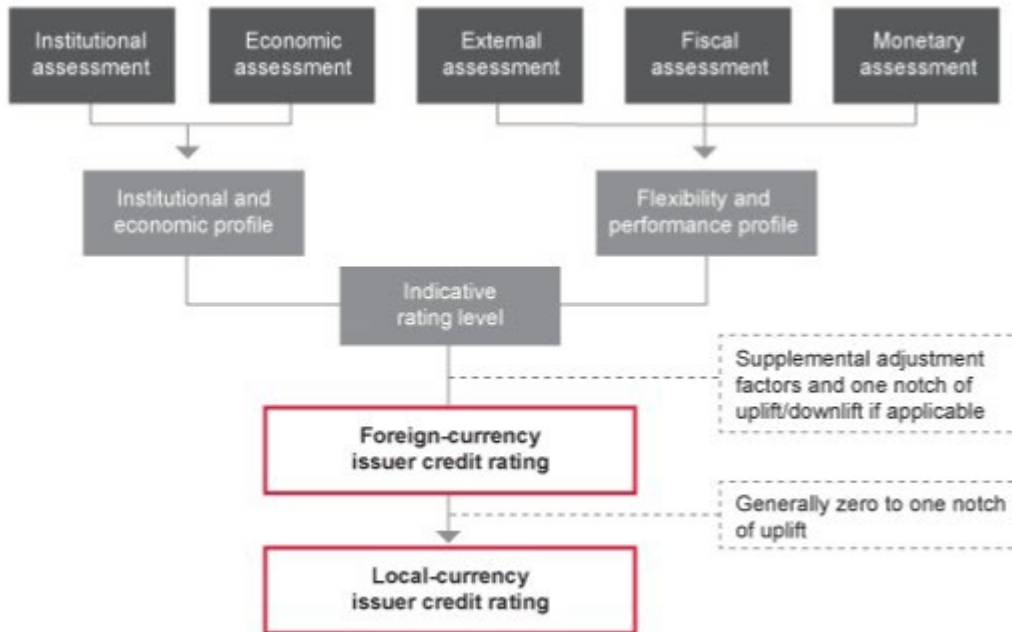 Institutional
assessment
Economic
assessment
External
assessment
Fiscal
assessment
Monetary
assessment
Institutional and
economic profile
Flexibility and
performance profile
Indicative
rating level
Supplemental adjustment
factors and one notch of
uplift/downlift if applicable
Foreign-currency
issuer credit rating
Generally zero to one notch
of uplift
Local-currency
issuer credit rating